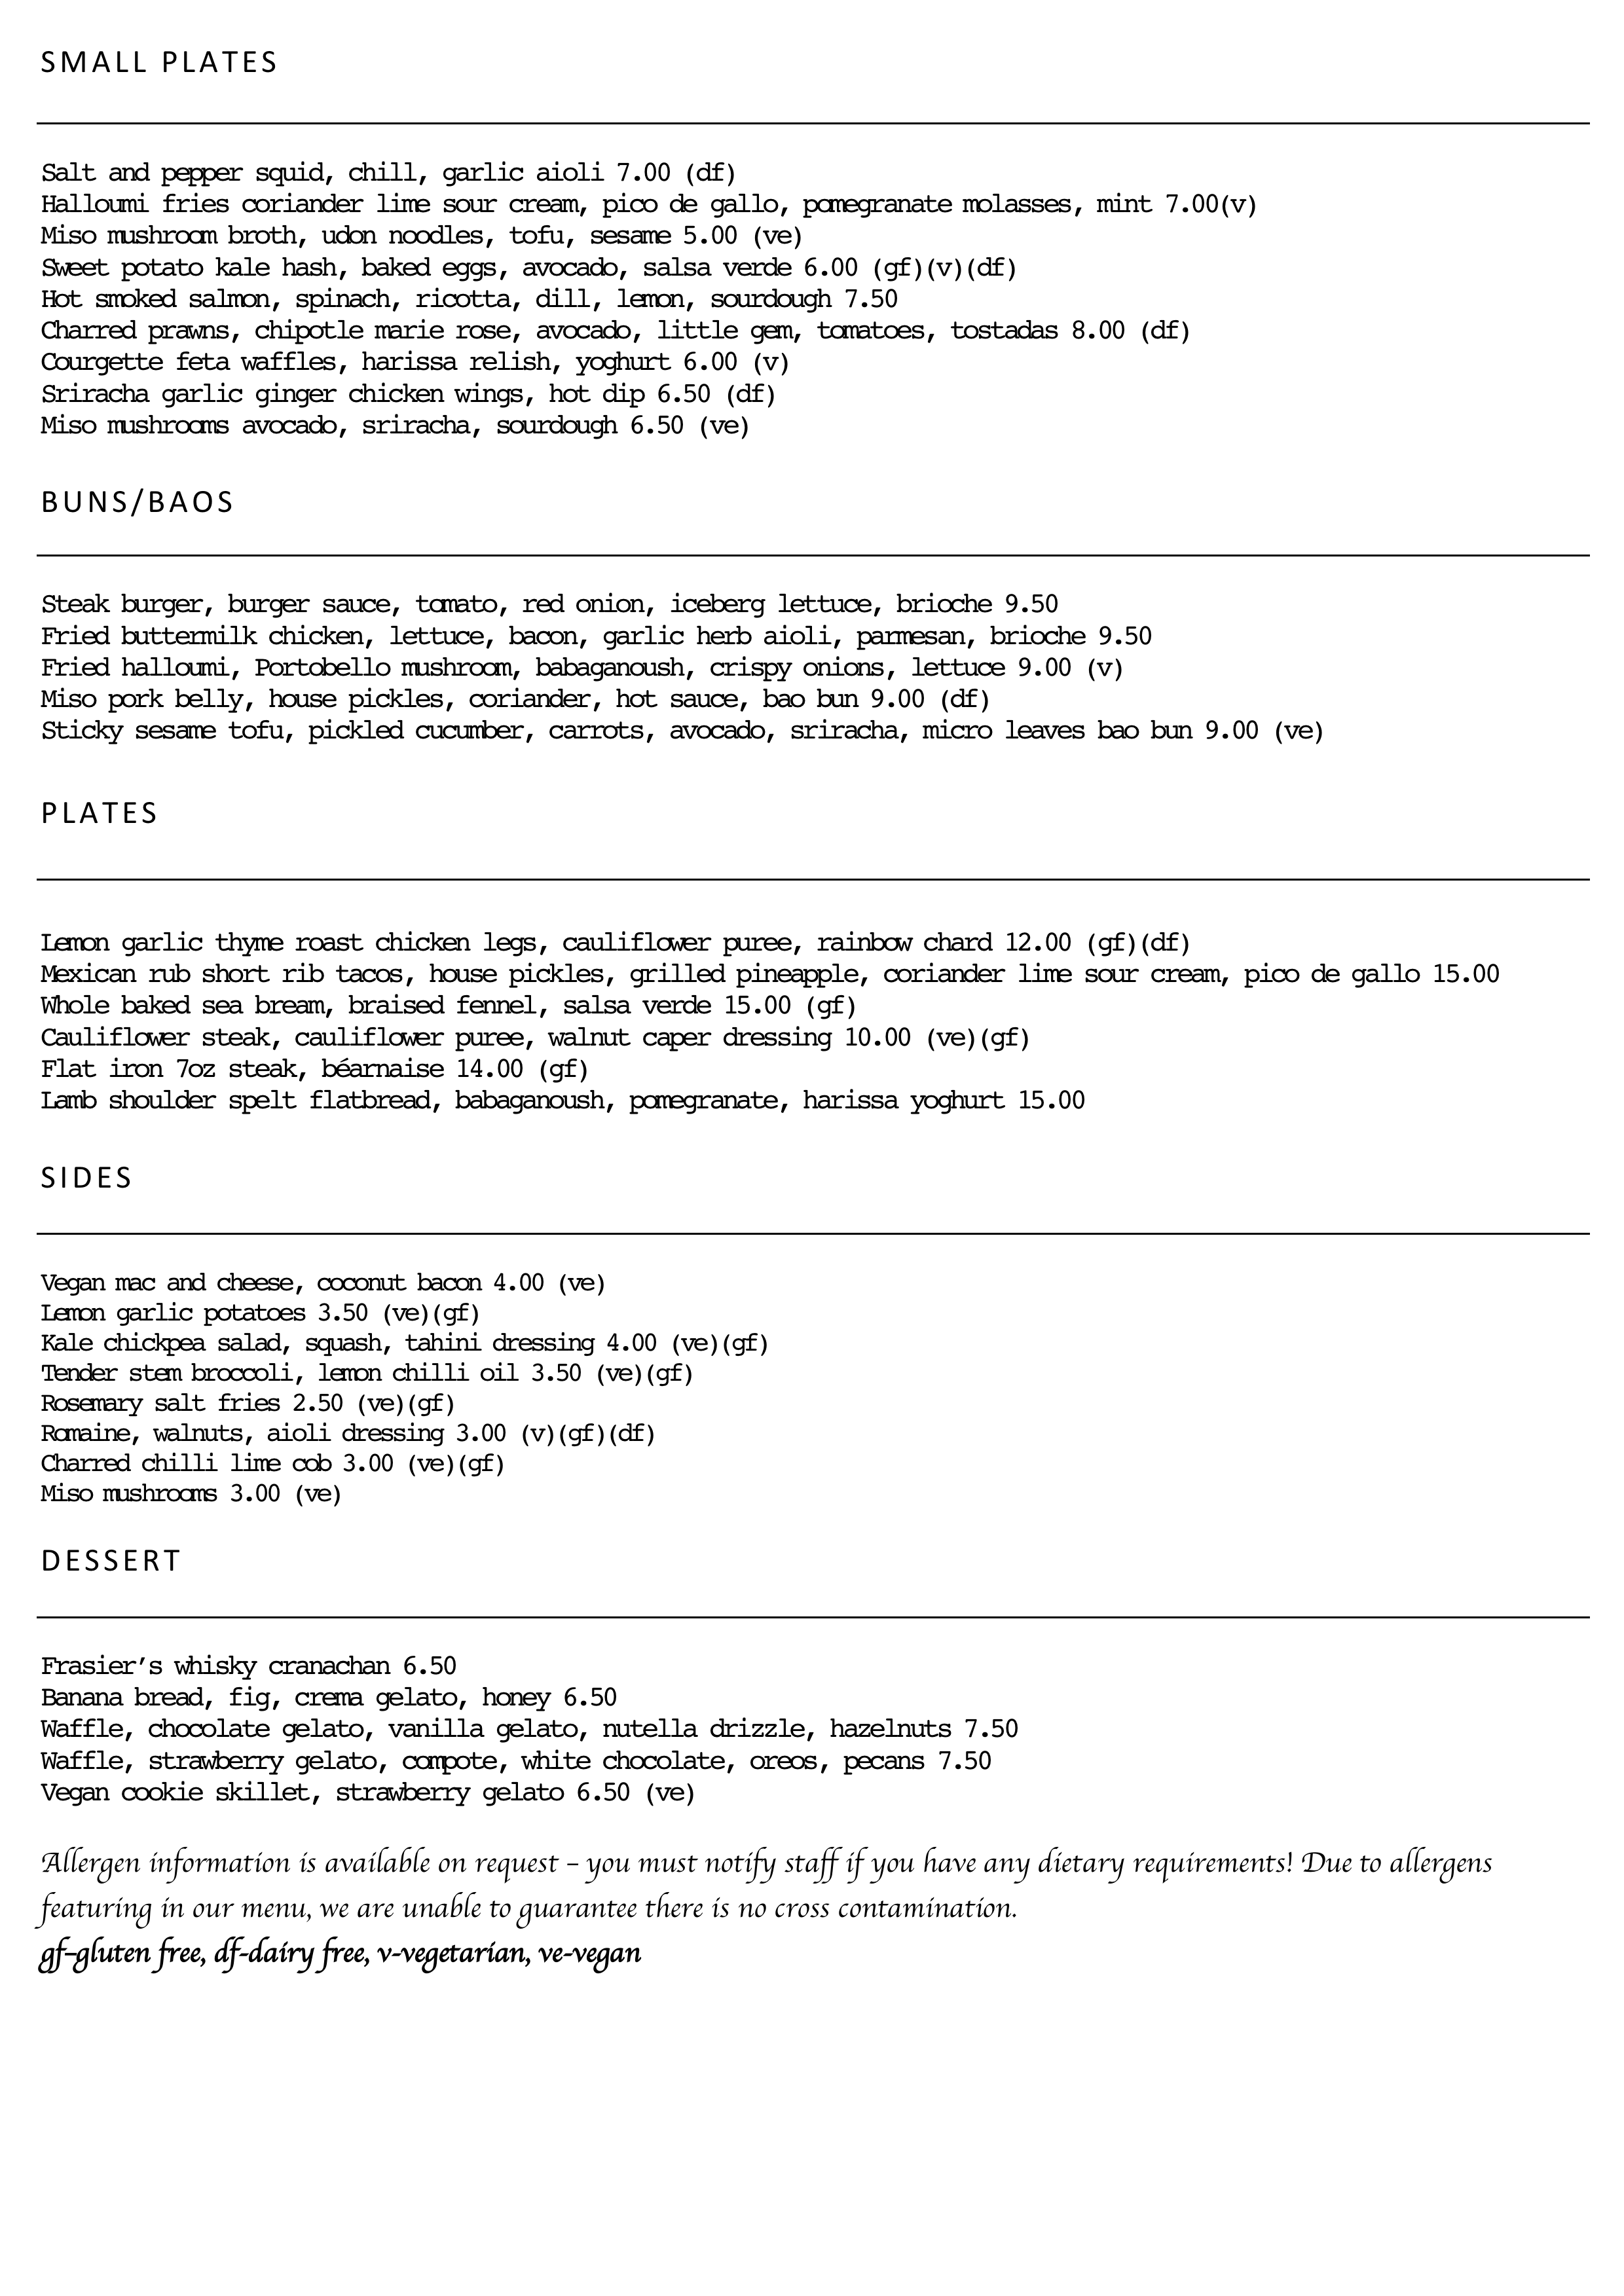 SMALL PLATES
Salt and pepper squid, chill, garlic aioli 7.00 (df)
Halloumi fries coriander lime sour cream, pico de gallo, pomegranate molasses, mint 7.00(v)
Miso mushroom broth, udon noodles, tofu, sesame 5.00 (ve)
Sweet potato kale hash, baked eggs, avocado, salsa verde 6.00 (gf)(v)(df)
Hot smoked salmon, spinach, ricotta, dill, lemon, sourdough 7.50
Charred prawns, chipotle marie rose, avocado, little gem, tomatoes, tostadas 8.00 (df)
Courgette feta waffles, harissa relish, yoghurt 6.00 (v)
Sriracha garlic ginger chicken wings, hot dip 6.50 (df)
Miso mushrooms avocado, sriracha, sourdough 6.50 (ve)
BUNS/BAOS
Steak burger, burger sauce, tomato, red onion, iceberg lettuce, brioche 9.50
Fried buttermilk chicken, lettuce, bacon, garlic herb aioli, parmesan, brioche 9.50
Fried halloumi, Portobello mushroom, babaganoush, crispy onions, lettuce 9.00 (v)
Miso pork belly, house pickles, coriander, hot sauce, bao bun 9.00 (df)
Sticky sesame tofu, pickled cucumber, carrots, avocado, sriracha, micro leaves bao bun 9.00 (ve)
PLATES
Lemon garlic thyme roast chicken legs, cauliflower puree, rainbow chard 12.00 (gf)(df)
Mexican rub short rib tacos, house pickles, grilled pineapple, coriander lime sour cream, pico de gallo 15.00
Whole baked sea bream, braised fennel, salsa verde 15.00 (gf)
Cauliflower steak, cauliflower puree, walnut caper dressing 10.00 (ve)(gf)
Flat iron 7oz steak, béarnaise 14.00 (gf)
Lamb shoulder spelt flatbread, babaganoush, pomegranate, harissa yoghurt 15.00
SIDES
Vegan mac and cheese, coconut bacon 4.00 (ve)
Lemon garlic potatoes 3.50 (ve)(gf)
Kale chickpea salad, squash, tahini dressing 4.00 (ve)(gf)
Tender stem broccoli, lemon chilli oil 3.50 (ve)(gf)
Rosemary salt fries 2.50 (ve)(gf)
Romaine, walnuts, aioli dressing 3.00 (v)(gf)(df)
Charred chilli lime cob 3.00 (ve)(gf)
Miso mushrooms 3.00 (ve)
DESSERT
Frasier’s whisky cranachan 6.50
Banana bread, fig, crema gelato, honey 6.50
Waffle, chocolate gelato, vanilla gelato, nutella drizzle, hazelnuts 7.50
Waffle, strawberry gelato, compote, white chocolate, oreos, pecans 7.50
Vegan cookie skillet, strawberry gelato 6.50 (ve)
Allergen information is available on request – you must notify staff if you have any dietary requirements! Due to allergens
featuring in our menu, we are unable to guarantee there is no cross contamination.
gf–gluten free, df-dairy free, v-vegetarian, ve-vegan